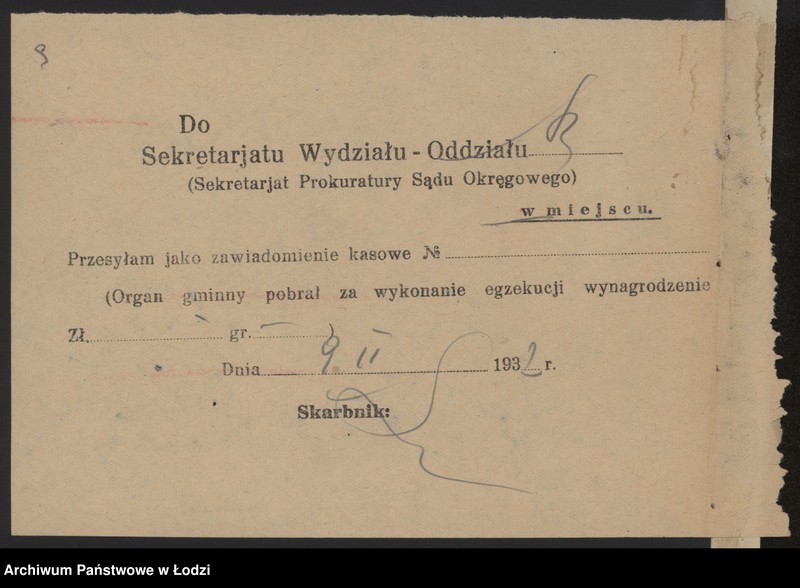 9
Do
Sekretarjatu Wydziału - Oddziału
(Sekretarjat Prokuratury Sądu Okręgowego)
w miejscu.
Przesyłam jako zawiadomienie kasowe №
(Organ gminny pobrał za wykonanie egzekucji wynagrodzenie
Zł. — gr. — )
Dnia 9 II 1932 r.
Skarbnik:
Archiwum Państwowe w Łodzi